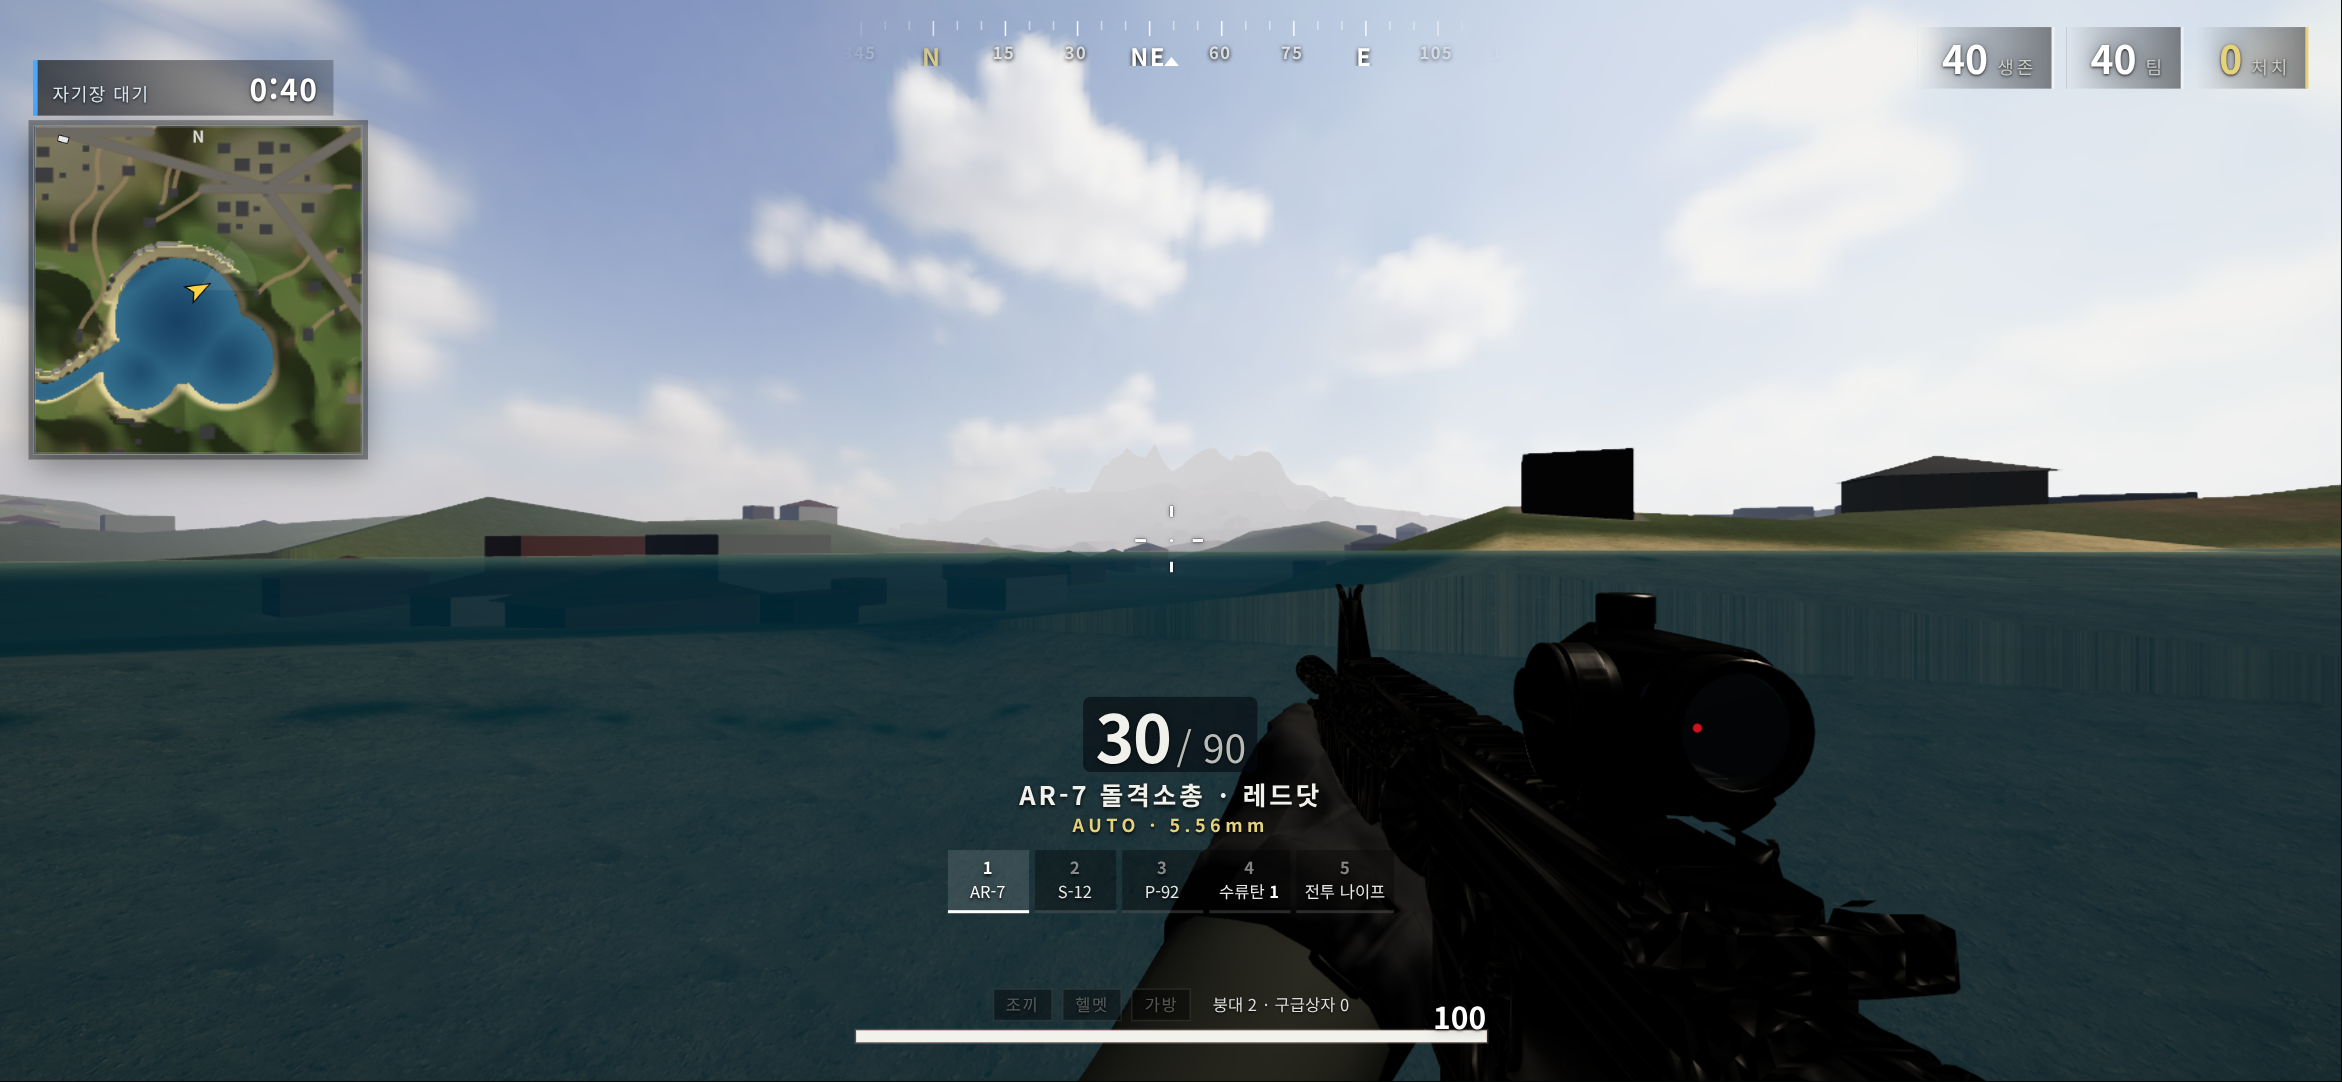 345 N 15 30 NE 60 75 E 105
40 생존 40 팀 0 처치
자기장 대기 0:40
N
30 / 90
AR-7 돌격소총 · 레드닷
AUTO · 5.56mm
1 2 3 4 5
AR-7 S-12 P-92 수류탄 1 전투 나이프
조끼 헬멧 가방 붕대 2 · 구급상자 0
100